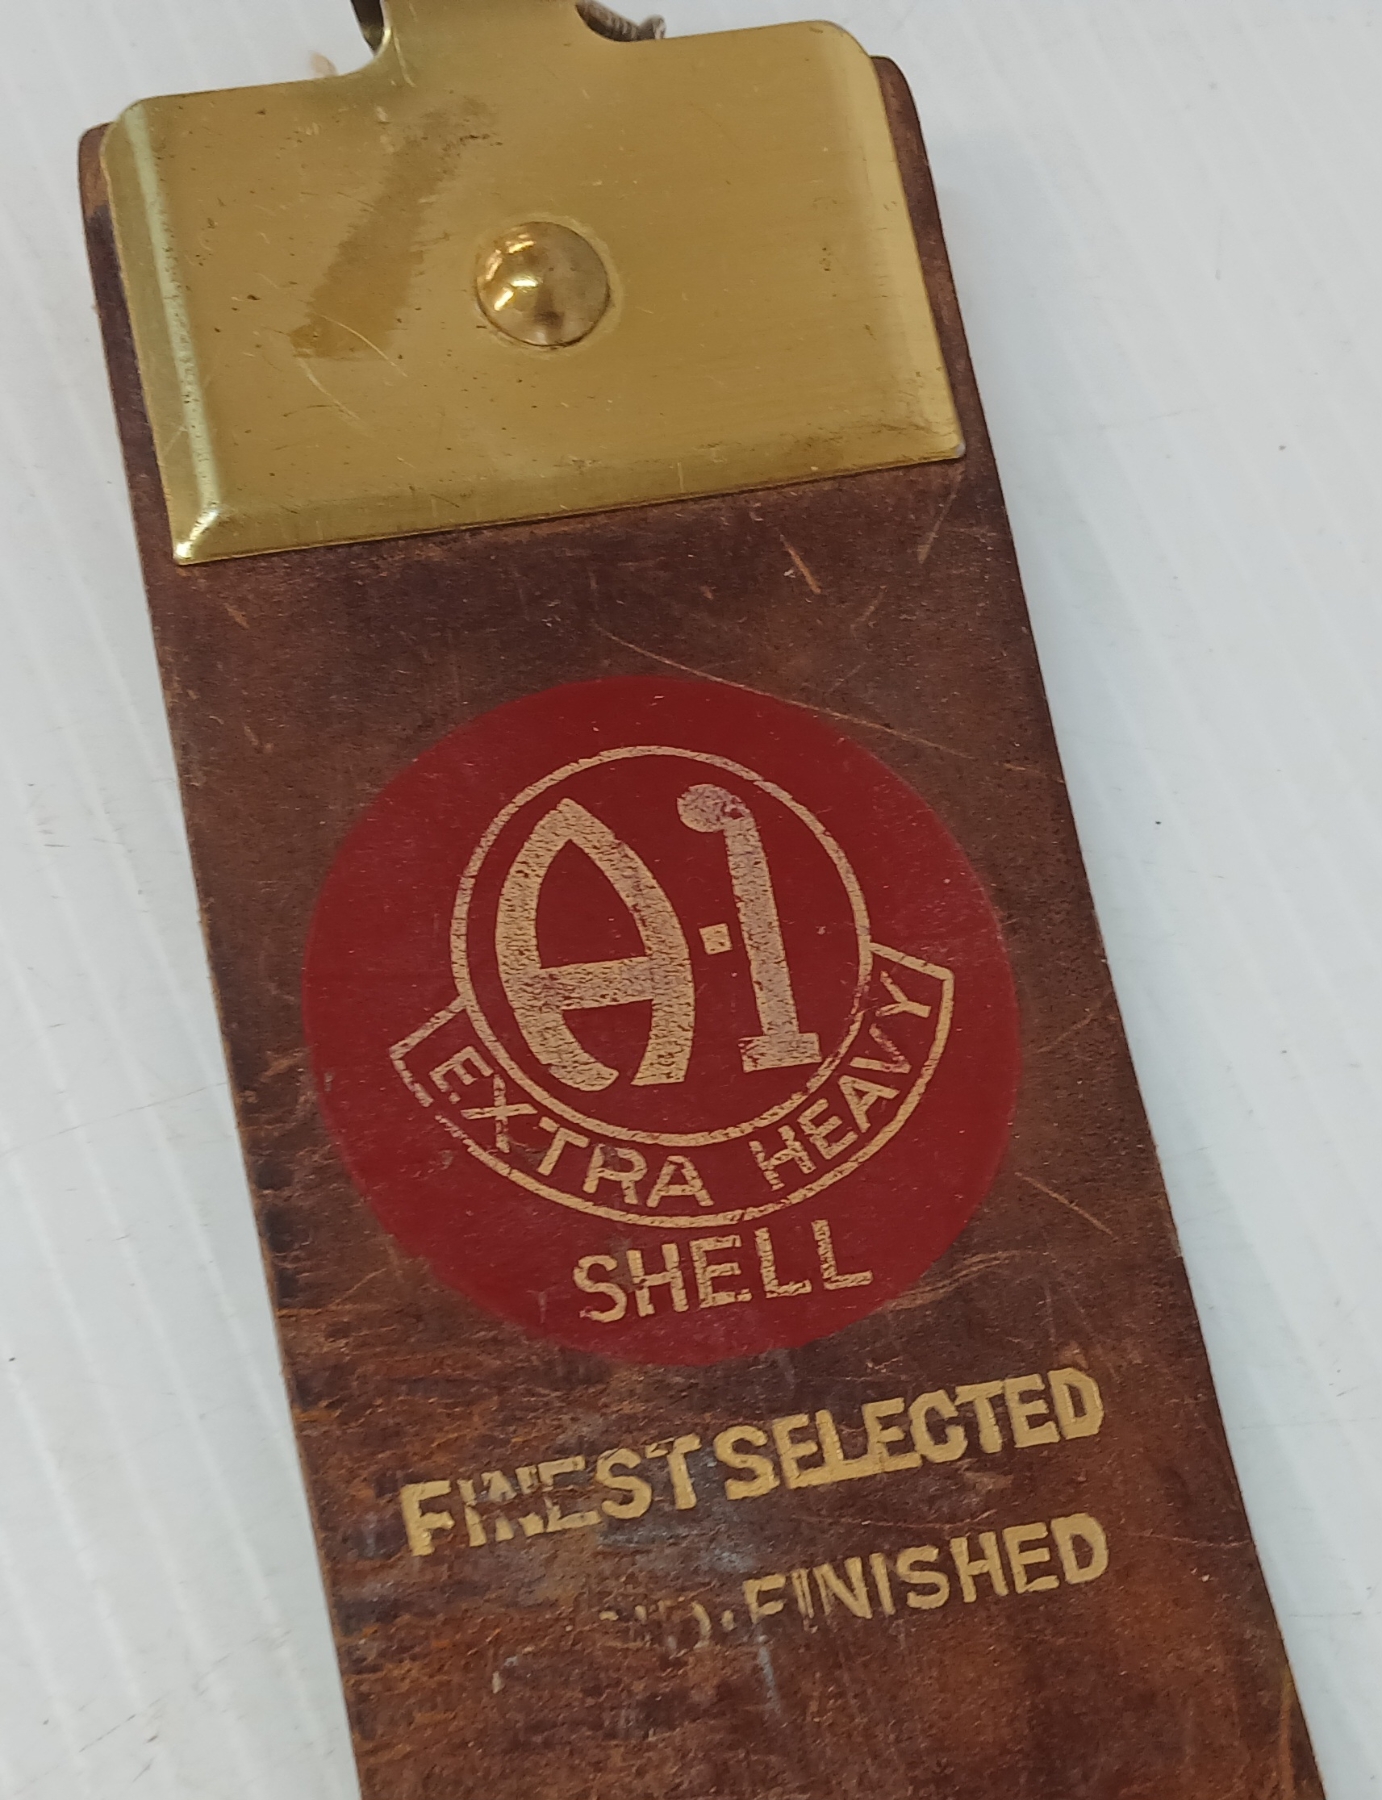 A-1
EXTRA HEAVY
SHELL
FINEST SELECTED
FINISHED